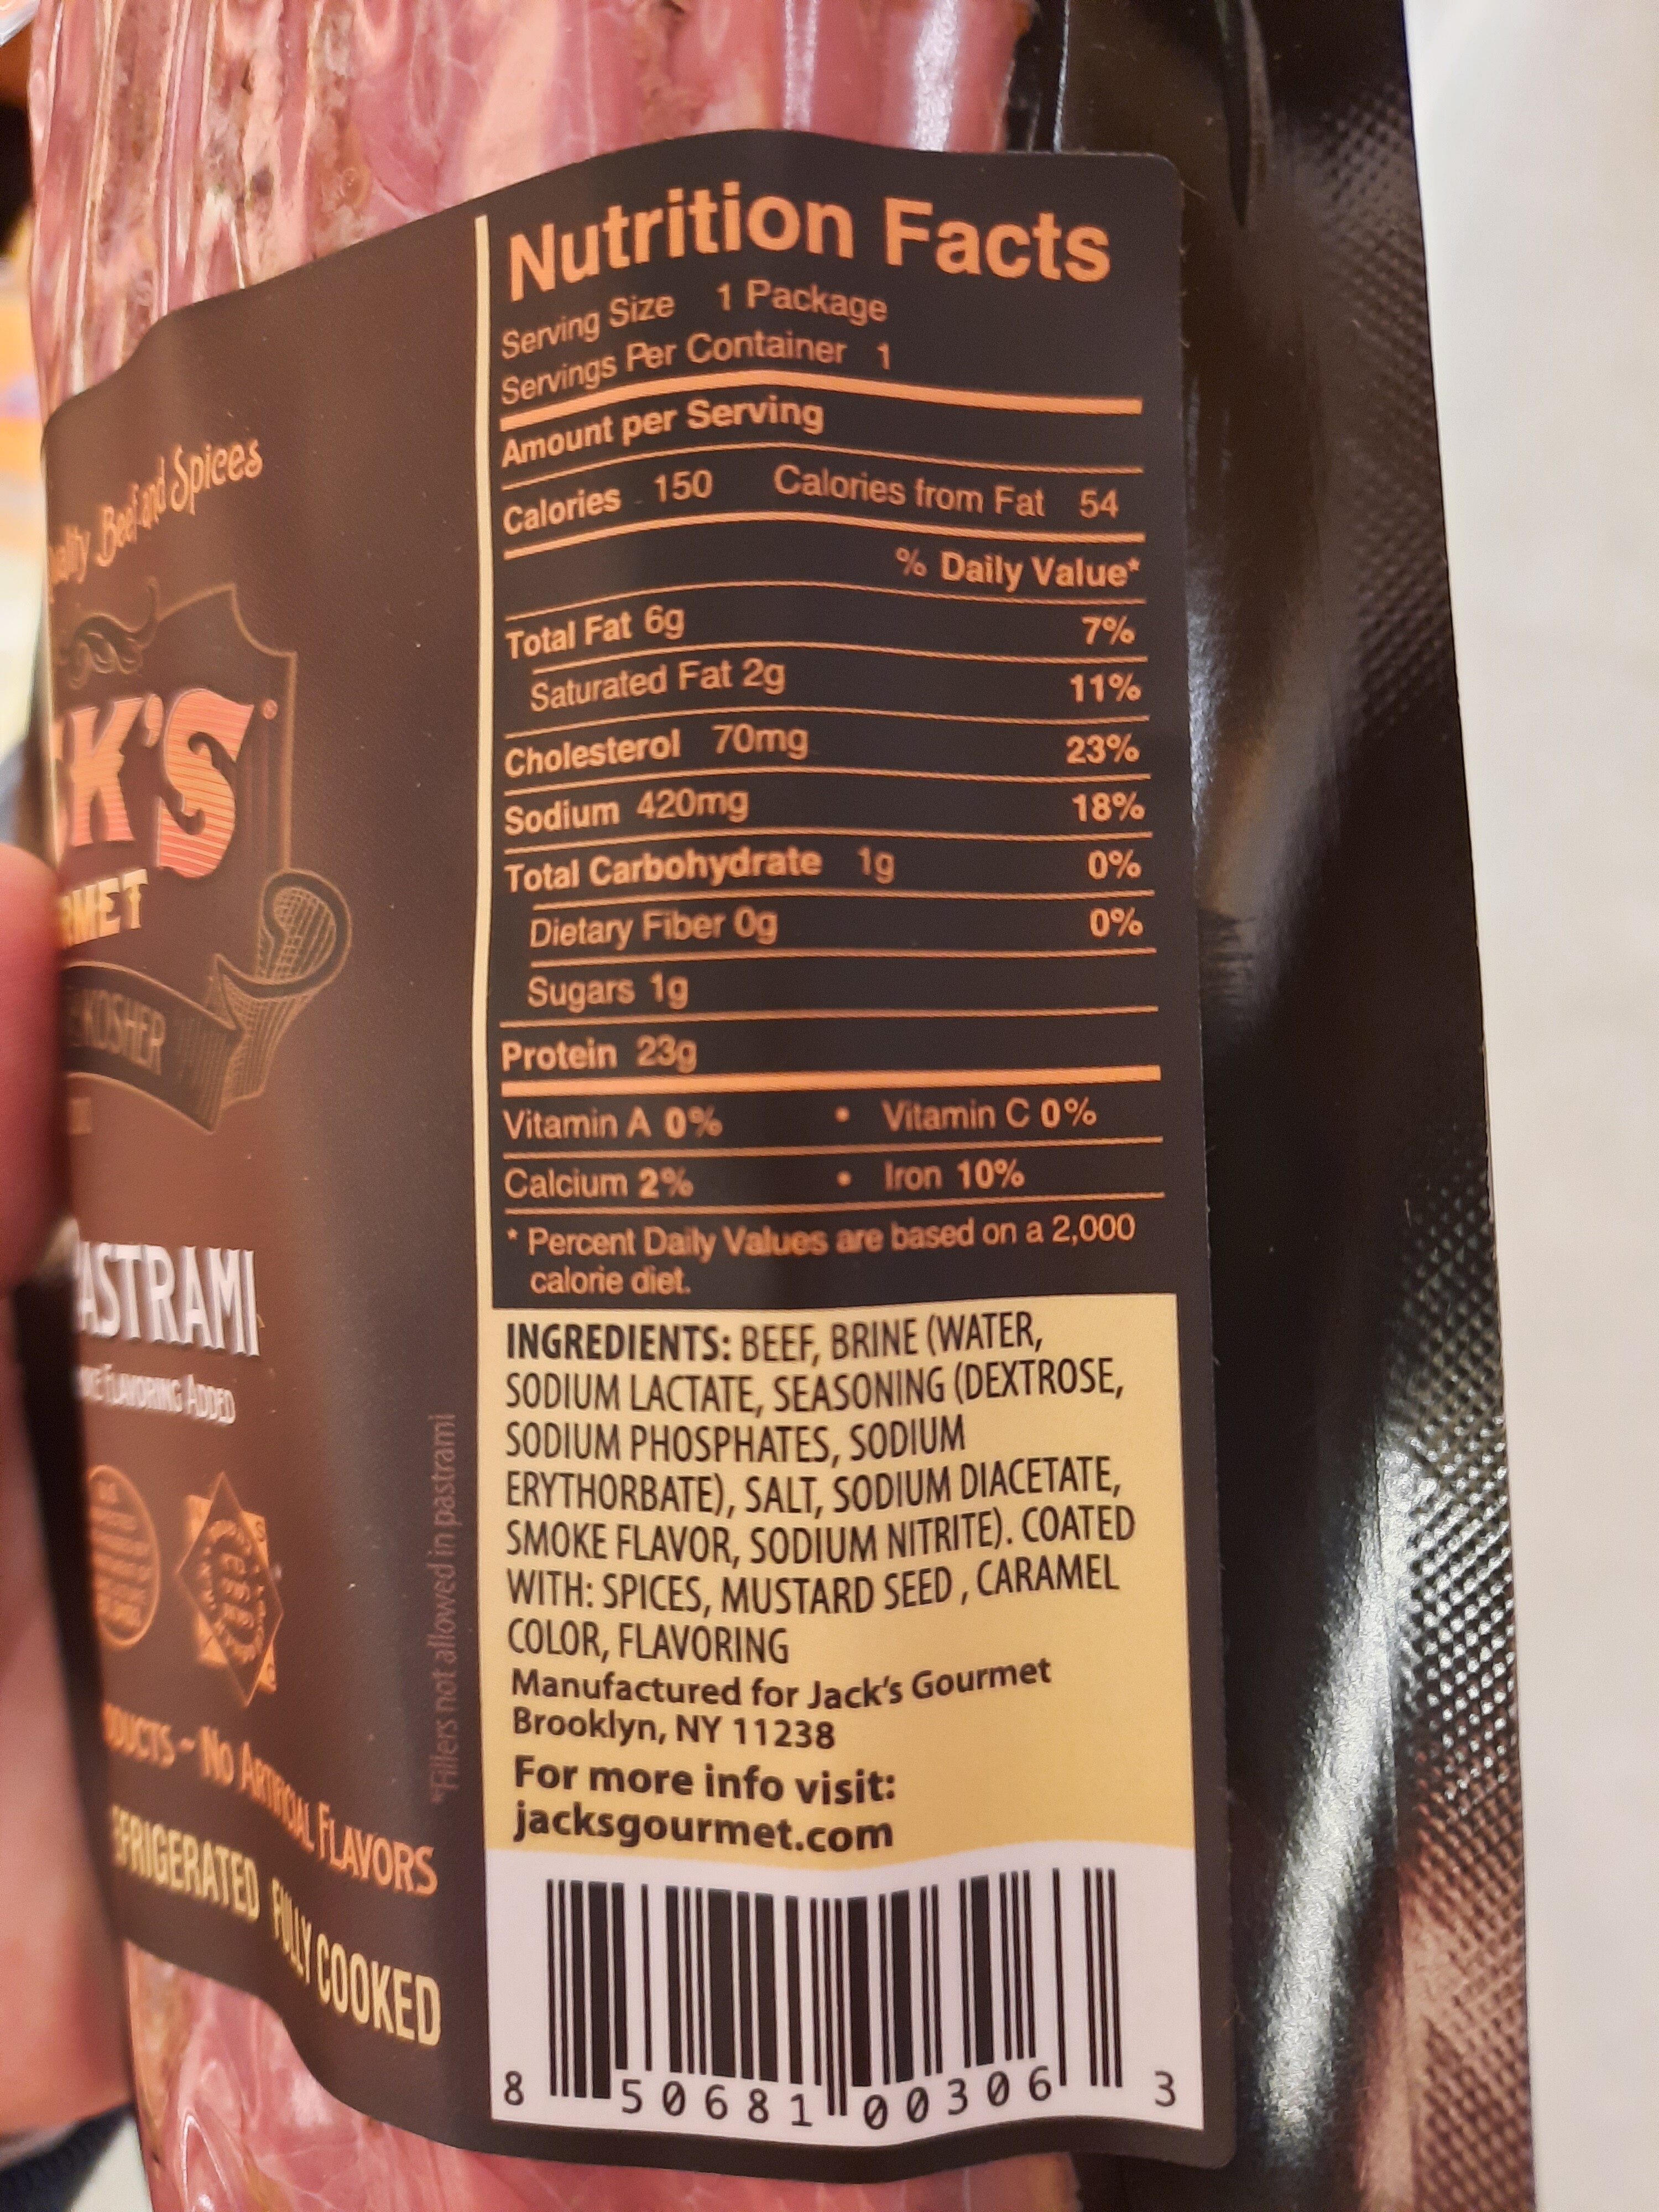 Beef and Spices
K'S
RMET
KOSHER
PASTRAMI
FLAVORING ADDED
DUCTS - NO ARTIFICIAL FLAVORS
FRIGERATED FULLY COOKED
*Fillers not allowed in pastrami
Nutrition Facts
Serving Size 1 Package
Servings Per Container 1
Amount per Serving
Calories 150 Calories from Fat 54
% Daily Value*
Total Fat 6g 7%
Saturated Fat 2g 11%
Cholesterol 70mg 23%
Sodium 420mg 18%
Total Carbohydrate 1g 0%
Dietary Fiber 0g 0%
Sugars 1g
Protein 23g
Vitamin A 0% • Vitamin C 0%
Calcium 2% • Iron 10%
* Percent Daily Values are based on a 2,000
calorie diet.
INGREDIENTS: BEEF, BRINE (WATER,
SODIUM LACTATE, SEASONING (DEXTROSE,
SODIUM PHOSPHATES, SODIUM
ERYTHORBATE), SALT, SODIUM DIACETATE,
SMOKE FLAVOR, SODIUM NITRITE). COATED
WITH: SPICES, MUSTARD SEED , CARAMEL
COLOR, FLAVORING
Manufactured for Jack's Gourmet
Brooklyn, NY 11238
For more info visit:
jacksgourmet.com
8 50681 00306 3